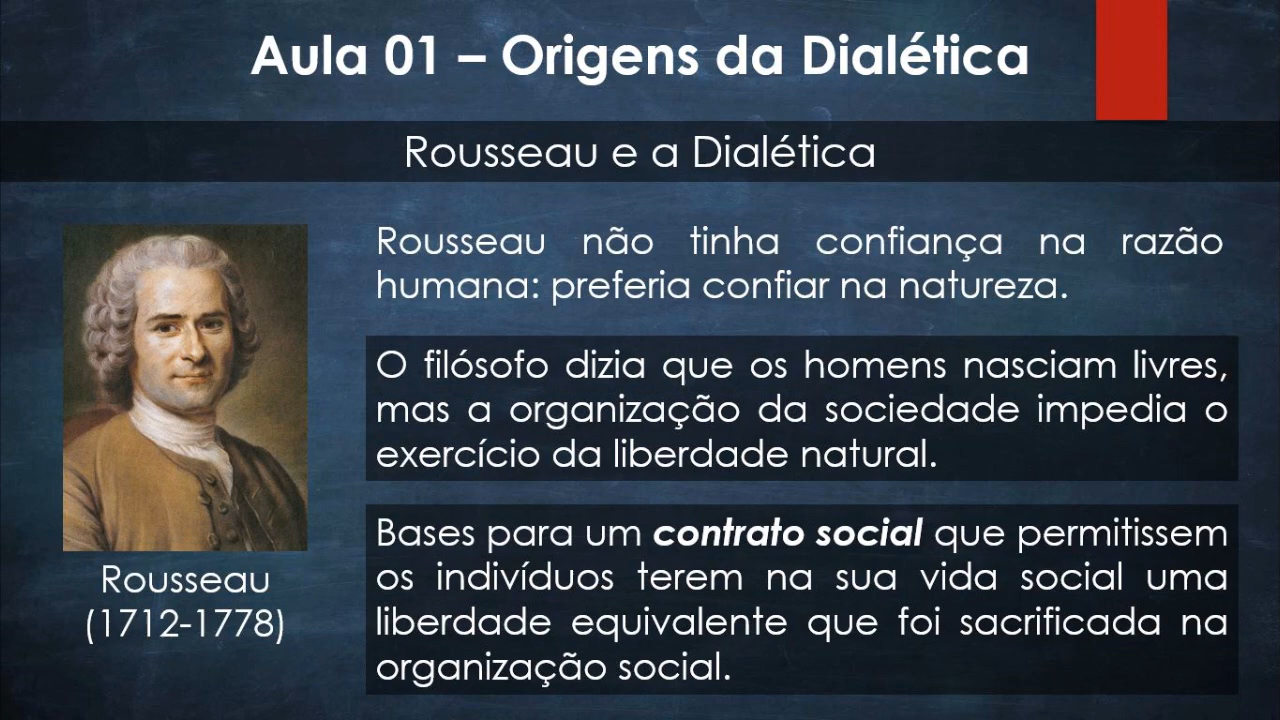 Aula 01 – Origens da Dialética
Rousseau e a Dialética
Rousseau não tinha confiança na razão
humana: preferia confiar na natureza.
O filósofo dizia que os homens nasciam livres,
mas a organização da sociedade impedia o
exercício da liberdade natural.
Bases para um contrato social que permitissem
os indivíduos terem na sua vida social uma
liberdade equivalente que foi sacrificada na
organização social.
Rousseau
(1712-1778)